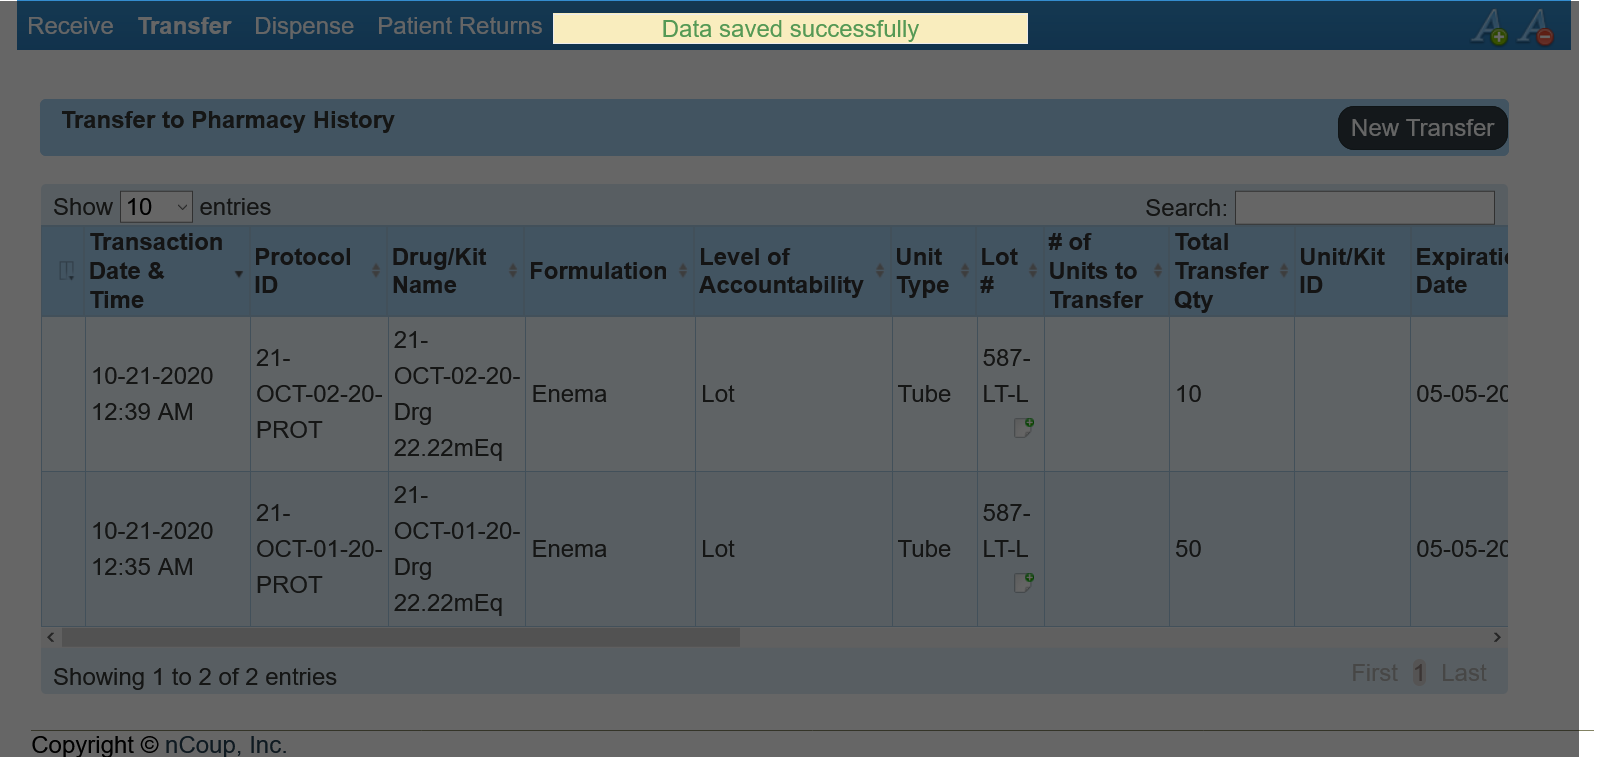 Receive Transfer Dispense Patient Returns Data saved successfully
Transfer to Pharmacy History
New Transfer
Show 10 entries
Search:
Transaction Date & Time
Protocol ID
Drug/Kit Name
Formulation
Level of Accountability
Unit Type
Lot #
# of Units to Transfer
Total Transfer Qty
Unit/Kit ID
Expiratio Date
10-21-2020 12:39 AM
21-OCT-02-20-PROT
21-OCT-02-20-Drg 22.22mEq
Enema
Lot
Tube
587-LT-L
10
05-05-20
10-21-2020 12:35 AM
21-OCT-01-20-PROT
21-OCT-01-20-Drg 22.22mEq
Enema
Lot
Tube
587-LT-L
50
05-05-20
Showing 1 to 2 of 2 entries
First 1 Last
Copyright © nCoup, Inc.